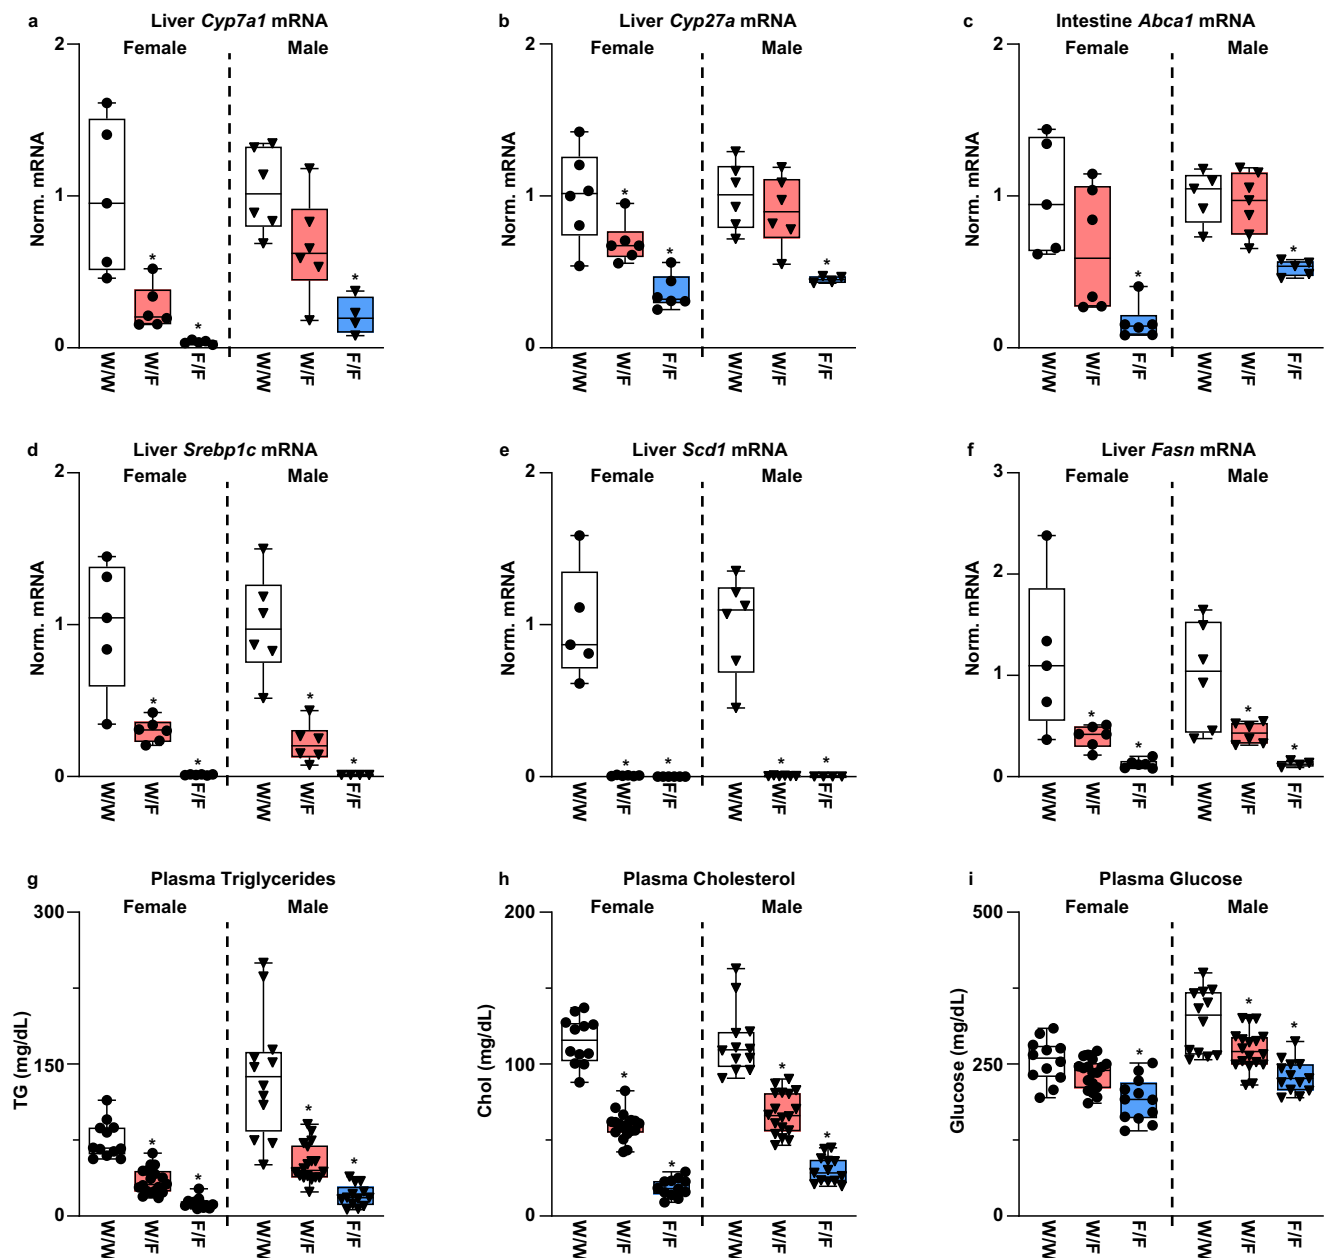 a Liver Cyp7a1 mRNA
Female Male
2
1
0
Norm. mRNA
W/W W/F F/F W/W W/F F/F
* * *
b Liver Cyp27a mRNA
Female Male
2
1
0
Norm. mRNA
W/W W/F F/F W/W W/F F/F
* * *
c Intestine Abca1 mRNA
Female Male
2
1
0
Norm. mRNA
W/W W/F F/F W/W W/F F/F
* *
d Liver Srebp1c mRNA
Female Male
2
1
0
Norm. mRNA
W/W W/F F/F W/W W/F F/F
* * * *
e Liver Scd1 mRNA
Female Male
2
1
0
Norm. mRNA
W/W W/F F/F W/W W/F F/F
* * * *
f Liver Fasn mRNA
Female Male
3
2
1
0
Norm. mRNA
W/W W/F F/F W/W W/F F/F
* * * *
g Plasma Triglycerides
Female Male
300
150
0
TG (mg/dL)
W/W W/F F/F W/W W/F F/F
* * * *
h Plasma Cholesterol
Female Male
200
100
0
Chol (mg/dL)
W/W W/F F/F W/W W/F F/F
* * * *
i Plasma Glucose
Female Male
500
250
0
Glucose (mg/dL)
W/W W/F F/F W/W W/F F/F
* * *